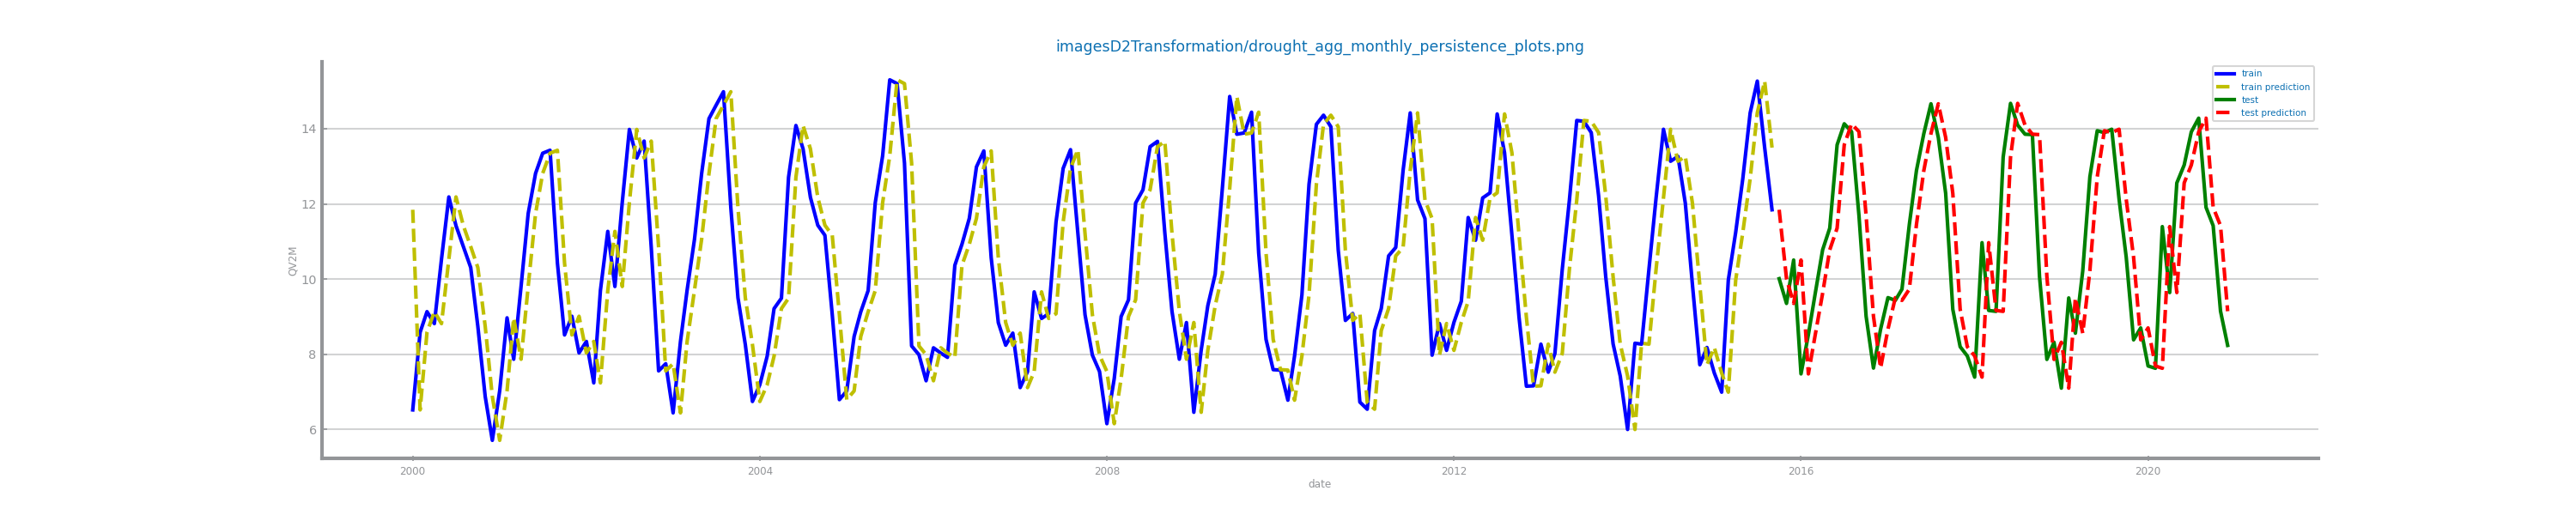 imagesD2Transformation/drought_agg_monthly_persistence_plots.png
train
train prediction
test
test prediction
14
12
10
8
6
QV2M
2000
2004
2008
2012
2016
2020
date